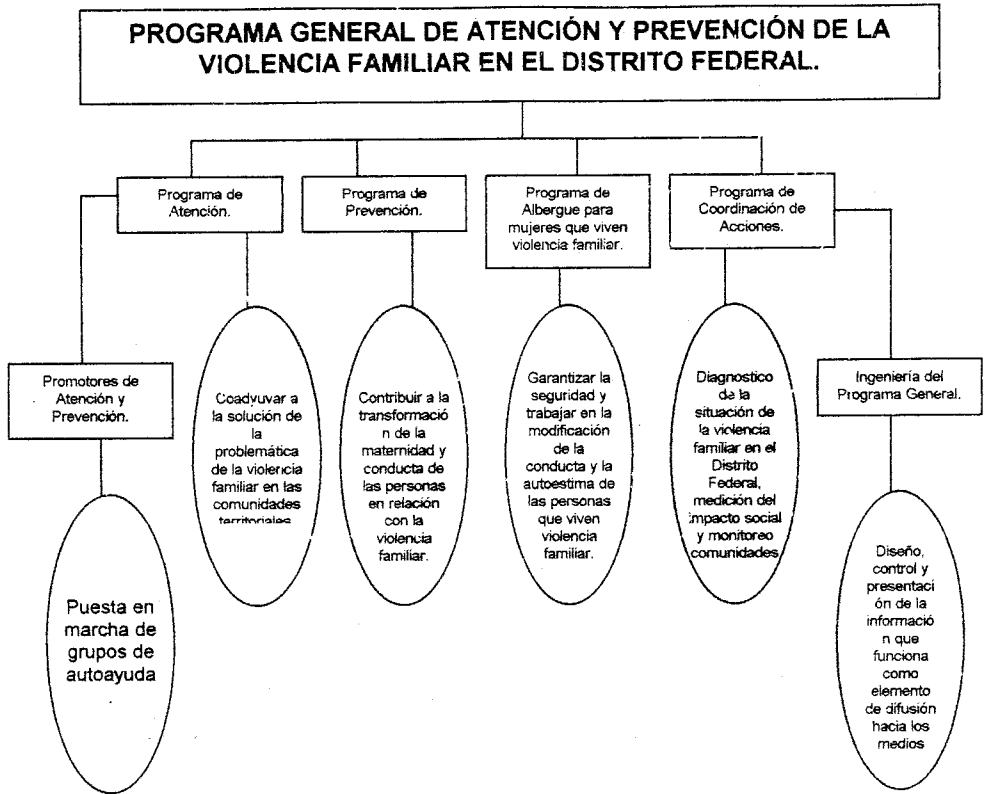 PROGRAMA GENERAL DE ATENCIÓN Y PREVENCIÓN DE LA
VIOLENCIA FAMILIAR EN EL DISTRITO FEDERAL.
Programa de
Atención.
Programa de
Prevención.
Programa de
Albergue para
mujeres que viven
violencia familiar.
Programa de
Coordinación de
Acciones.
Promotores de
Atención y
Prevención.
Coadyuvar a
la solución de
la
problemática
de la violencia
familiar en las
comunidades
territoriales
Contribuir a la
transformació
n de la
maternidad y
conducta de
las personas
en relación
con la
violencia
familiar.
Garantizar la
seguridad y
trabajar en la
modificación
de la
conducta y la
autoestima de
las personas
que viven
violencia
familiar.
Diagnostico
de la
situación de
la violencia
familiar en el
Distrito
Federal,
medición del
impacto social
y monitoreo
comunidades
Ingeniería del
Programa General.
Puesta en
marcha de
grupos de
autoayuda
Diseño,
control y
presentaci
ón de la
informació
n que
funciona
como
elemento
de difusión
hacia los
medios